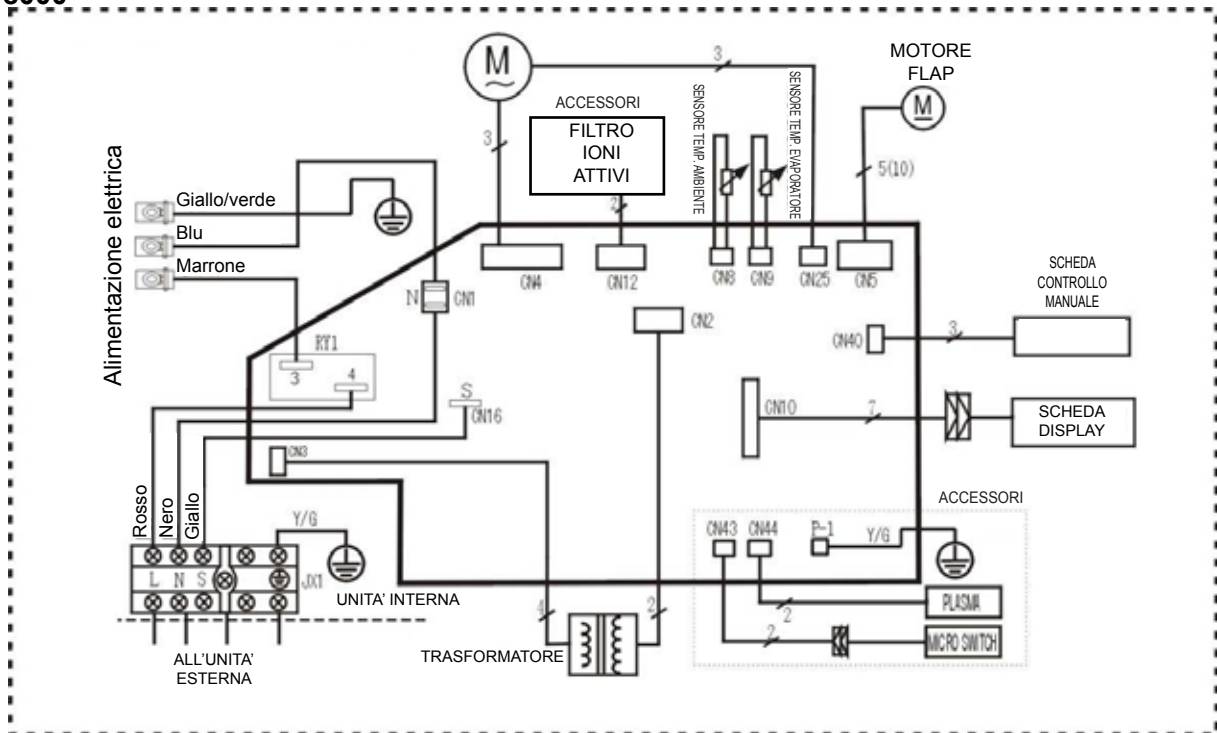 M
~
3
3
ACCESSORI
FILTRO
IONI
ATTIVI
2
SENSORE TEMP. AMBIENTE
SENSORE TEMP. EVAPORATORE
MOTORE
FLAP
M
5(10)
Alimentazione elettrica
Giallo/verde
Blu
Marrone
CN4
CN12
CN8
CN9
CN25
CN5
N
CN1
CN2
RY1
3
4
S
CN16
CN3
CN40
3
SCHEDA
CONTROLLO
MANUALE
CN10
7
SCHEDA
DISPLAY
Rosso
Nero
Giallo
Y/G
L N S
JX1
UNITA' INTERNA
ALL'UNITA'
ESTERNA
4
TRASFORMATORE
2
ACCESSORI
CN43
CN44
P-1
Y/G
2
PLASMA
2
MICRO SWITCH